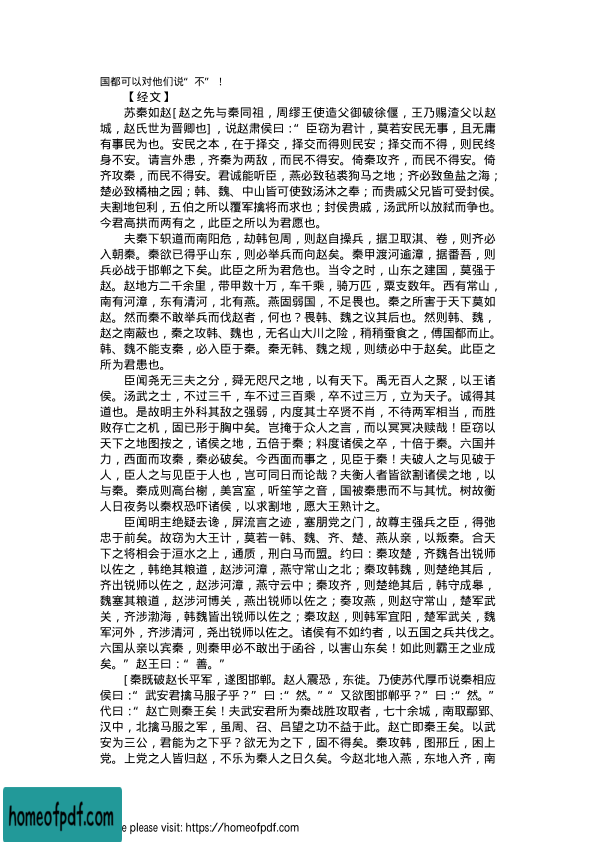 国都可以对他们说“不”！
【经文】
苏秦如赵[赵之先与秦同祖，周缪王使造父御破徐偃，王乃赐渣父以赵
城，赵氏世为晋卿也]，说赵肃侯曰：“臣窃为君计，莫若安民无事，且无庸
有事民为也。安民之本，在于择交，择交而得则民安；择交而不得，则民终
身不安。请言外患，齐秦为两敌，而民不得安。倚秦攻齐，而民不得安。倚
齐攻秦，而民不得安。君诚能听臣，燕必致毡裘狗马之地；齐必致鱼盐之海；
楚必致橘柚之园；韩、魏、中山皆可使致汤沐之奉；而贵戚父兄皆可受封侯。
夫割地包利，五伯之所以覆军擒将而求也；封侯贵戚，汤武所以放弑而争也。
今君高拱而两有之，此臣之所以为君愿也。
夫秦下轵道而南阳危，劫韩包周，则赵自操兵，据卫取淇、卷，则齐必
入朝秦。秦欲已得乎山东，则必举兵而向赵矣。秦甲渡河逾漳，据番吾，则
兵必战于邯郸之下矣。此臣之所为君危也。当令之时，山东之建国，莫强于
赵。赵地方二千余里，带甲数十万，车千乘，骑万匹，粟支数年。西有常山，
南有河漳，东有清河，北有燕。燕固弱国，不足畏也。秦之所害于天下莫如
赵。然而秦不敢举兵而伐赵者，何也？畏韩、魏之议其后也。然则韩、魏，
赵之南蔽也，秦之攻韩、魏也，无名山大川之险，稍稍蚕食之，傅国都而止。
韩、魏不能支秦，必入臣于秦。秦无韩、魏之规，则绩必中于赵矣。此臣之
所为君患也。
臣闻尧无三夫之分，舜无咫尺之地，以有天下。禹无百人之聚，以王诸
侯。汤武之士，不过三千，车不过三百乘，卒不过三万，立为天子。诚得其
道也。是故明主外科其敌之强弱，内度其士卒贤不肖，不待两军相当，而胜
败存亡之机，固已形于胸中矣。岂掩于众人之言，而以冥冥决赎哉！臣窃以
天下之地图按之，诸侯之地，五倍于秦；料度诸侯之卒，十倍于秦。六国并
力，西面而攻秦，秦必破矣。今西面而事之，见臣于秦！夫破人之与见破于
人，臣人之与见臣于人也，岂可同日而论哉？夫衡人者皆欲割诸侯之地，以
与秦。秦成则高台榭，美宫室，听笙竽之音，国被秦患而不与其忧。树故衡
人日夜务以秦权恐吓诸侯，以求割地，愿大王熟计之。
臣闻明主绝疑去谗，屏流言之迹，塞朋党之门，故尊主强兵之臣，得弛
忠于前矣。故窃为大王计，莫若一韩、魏、齐、楚、燕从亲，以叛秦。合天
下之将相会于洹水之上，通质，荆白马而盟。约曰：秦攻楚，齐魏各出锐师
以佐之，韩绝其粮道，赵涉河漳，燕守常山之北；秦攻韩魏，则楚绝其后，
齐出锐师以佐之，赵涉河漳，燕守云中；秦攻齐，则楚绝其后，韩守成皋，
魏塞其粮道，赵涉河博关，燕出锐师以佐之；奏攻燕，则赵守常山，楚军武
关，齐涉渤海，韩魏皆出锐师以佐之；秦攻赵，则韩军宜阳，楚军武关，魏
军河外，齐涉清河，尧出锐师以佐之。诸侯有不如约者，以五国之兵共伐之。
六国从亲以宾秦，则秦甲必不敢出于函谷，以害山东矣！如此则霸王之业成
矣。”赵王曰：“善。”
[秦既破赵长平军，遂图邯郸。赵人震恐，东徙。乃使苏代厚币说秦相应
侯曰：“武安君擒马服子乎？”曰：“然。”“又欲图邯郸乎？”曰：“然。”
代曰：“赵亡则秦王矣！夫武安君所为秦战胜攻取者，七十余城，南取鄢郢、
汉中，北擒马服之军，虽周、召、吕望之功不益于此。赵亡即秦王矣。以武
安为三公，君能为之下乎？欲无为之下，固不得矣。秦攻韩，图邢丘，困上
党。上党之人皆归赵，不乐为秦人之日久矣。今赵北地入燕，东地入齐，南
homeofpdf.com
e please visit: https://homeofpdf.com